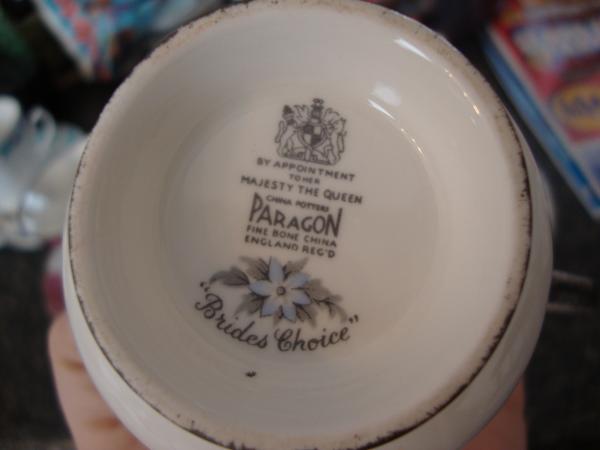 BY APPOINTMENT
TO HER
MAJESTY THE QUEEN
CHINA POTTERS
PARAGON
FINE BONE CHINA
ENGLAND REG'D
"Brides Choice"